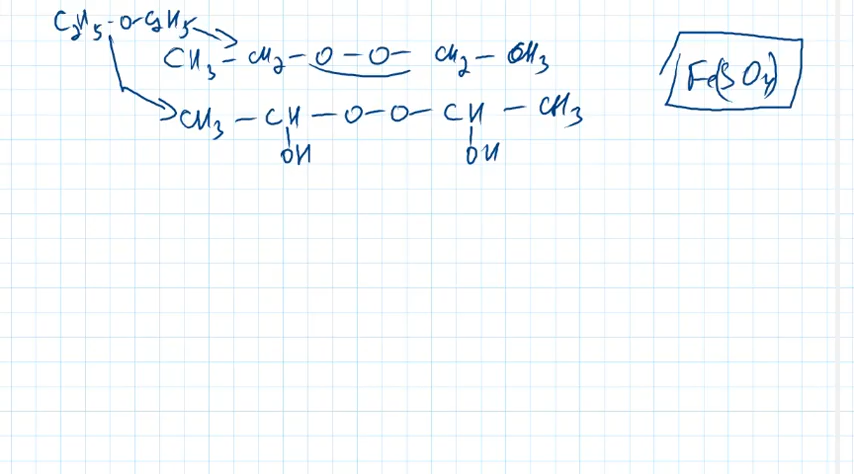 C₂H₅-O-C₂H₅
CH₃-CH₂-O-O-CH₂-CH₃
Fe(SO₄)
CH₃-CH-O-O-CH-CH₃
OH OH